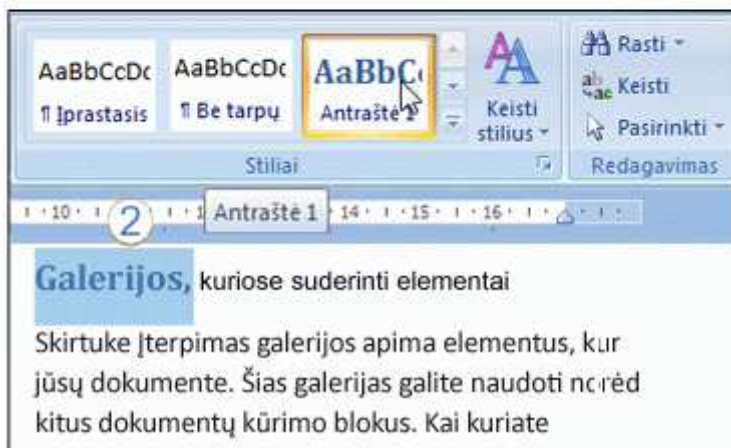 AaBbCcDc AaBbCcDc AaBbC
¶ Įprastasis ¶ Be tarpų Antraštė 1
Keisti
stilius
Rasti
Keisti
Pasirinkti
Stiliai
Redagavimas
10 2 1 Antraštė 1 14 15 16
Galerijos, kuriose suderinti elementai
Skirtuke Įterpimas galerijos apima elementus, kur
jūsų dokumente. Šias galerijas galite naudoti norėd
kitus dokumentų kūrimo blokus. Kai kuriate